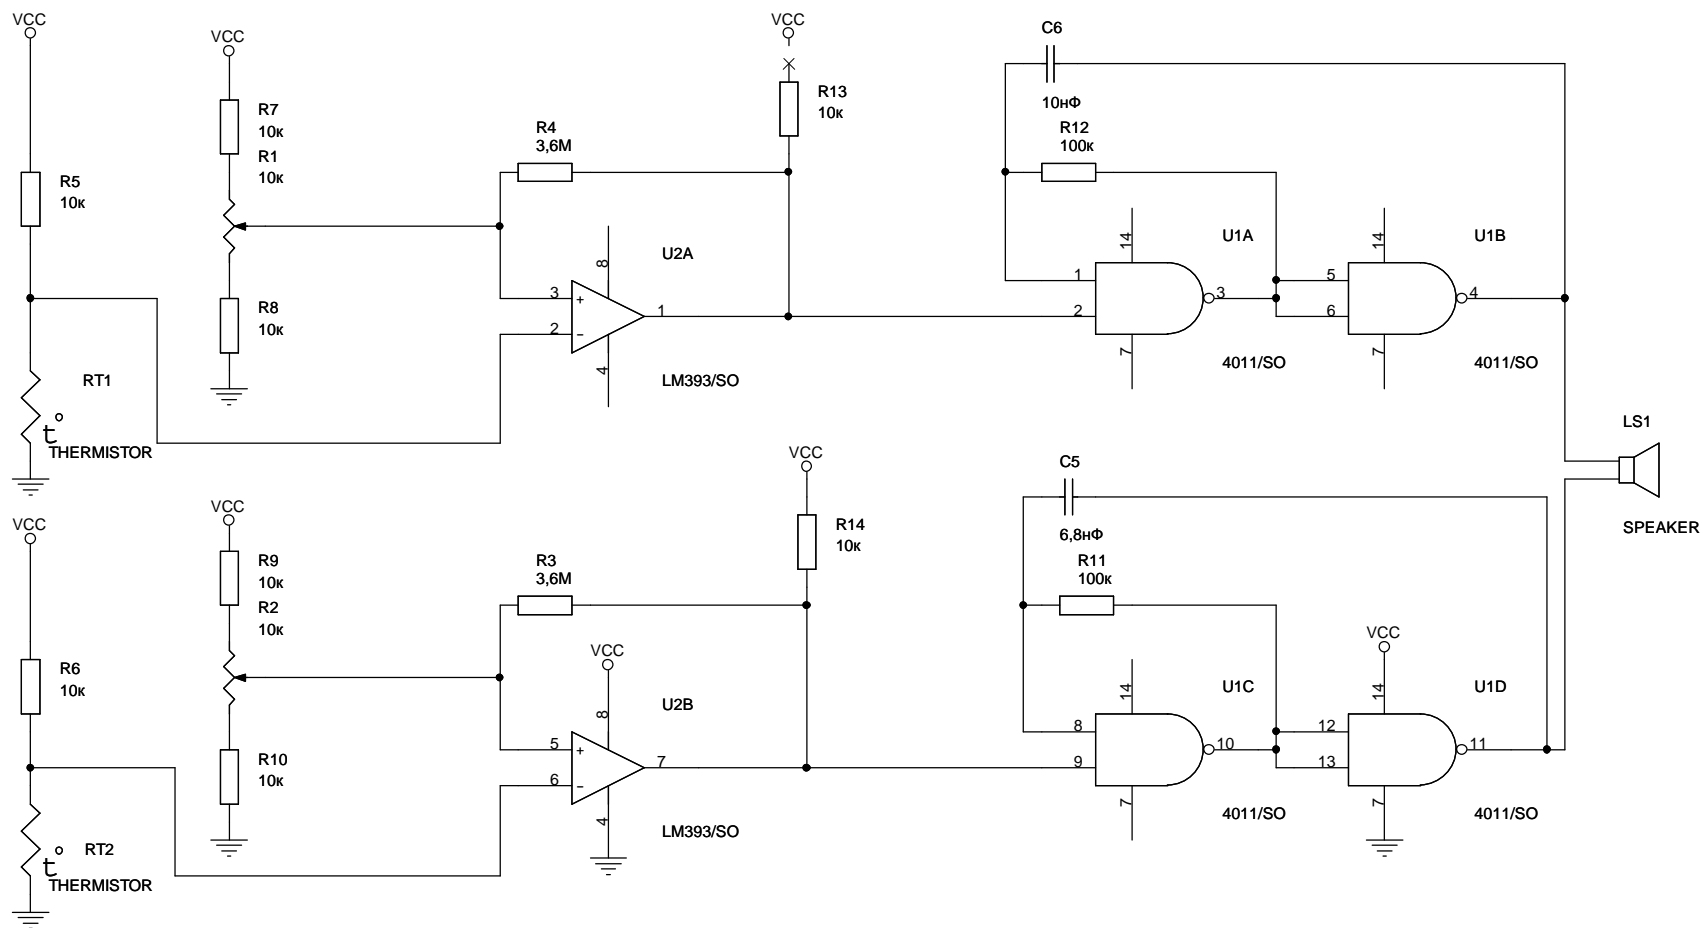 VCC
R5
10к
RT1
t°
THERMISTOR
VCC
R7
10к
R1
10к
R8
10к
R4
3,6М
VCC
R13
10к
U2A
8
3
+
2
−
1
4
LM393/SO
C6
10нФ
R12
100к
14
U1A
1
2
3
7
4011/SO
14
U1B
5
6
4
7
4011/SO
LS1
SPEAKER
VCC
R6
10к
RT2
t°
THERMISTOR
VCC
R9
10к
R2
10к
R10
10к
R3
3,6М
VCC
R14
10к
VCC
U2B
8
5
+
6
−
7
4
LM393/SO
C5
6,8нФ
R11
100к
14
U1C
8
9
10
7
4011/SO
VCC
14
U1D
12
13
11
7
4011/SO